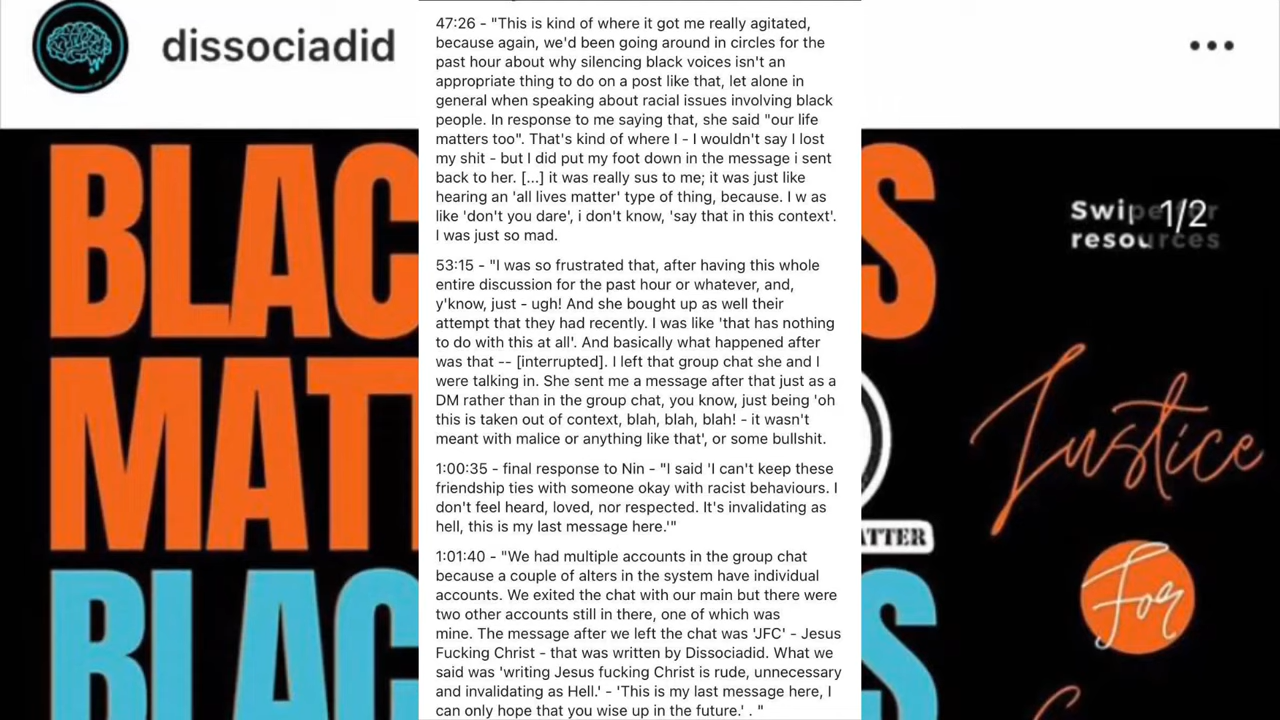 dissociadid
BLAC
MATT
BLAC
S
1/2
Swipe for
resources
Justice
For
ATTER
S
47:26 - "This is kind of where it got me really agitated,
because again, we'd been going around in circles for the
past hour about why silencing black voices isn't an
appropriate thing to do on a post like that, let alone in
general when speaking about racial issues involving black
people. In response to me saying that, she said "our life
matters too". That's kind of where I - I wouldn't say I lost
my shit - but I did put my foot down in the message i sent
back to her. [...] it was really sus to me; it was just like
hearing an 'all lives matter' type of thing, because. I w as
like 'don't you dare', i don't know, 'say that in this context'.
I was just so mad.
53:15 - "I was so frustrated that, after having this whole
entire discussion for the past hour or whatever, and,
y'know, just - ugh! And she bought up as well their
attempt that they had recently. I was like 'that has nothing
to do with this at all'. And basically what happened after
was that -- [interrupted]. I left that group chat she and I
were talking in. She sent me a message after that just as a
DM rather than in the group chat, you know, just being 'oh
this is taken out of context, blah, blah, blah! - it wasn't
meant with malice or anything like that', or some bullshit.
1:00:35 - final response to Nin - "I said 'I can't keep these
friendship ties with someone okay with racist behaviours. I
don't feel heard, loved, nor respected. It's invalidating as
hell, this is my last message here.'"
1:01:40 - "We had multiple accounts in the group chat
because a couple of alters in the system have individual
accounts. We exited the chat with our main but there were
two other accounts still in there, one of which was
mine. The message after we left the chat was 'JFC' - Jesus
Fucking Christ - that was written by Dissociadid. What we
said was 'writing Jesus fucking Christ is rude, unnecessary
and invalidating as Hell.' - 'This is my last message here, I
can only hope that you wise up in the future.' . "